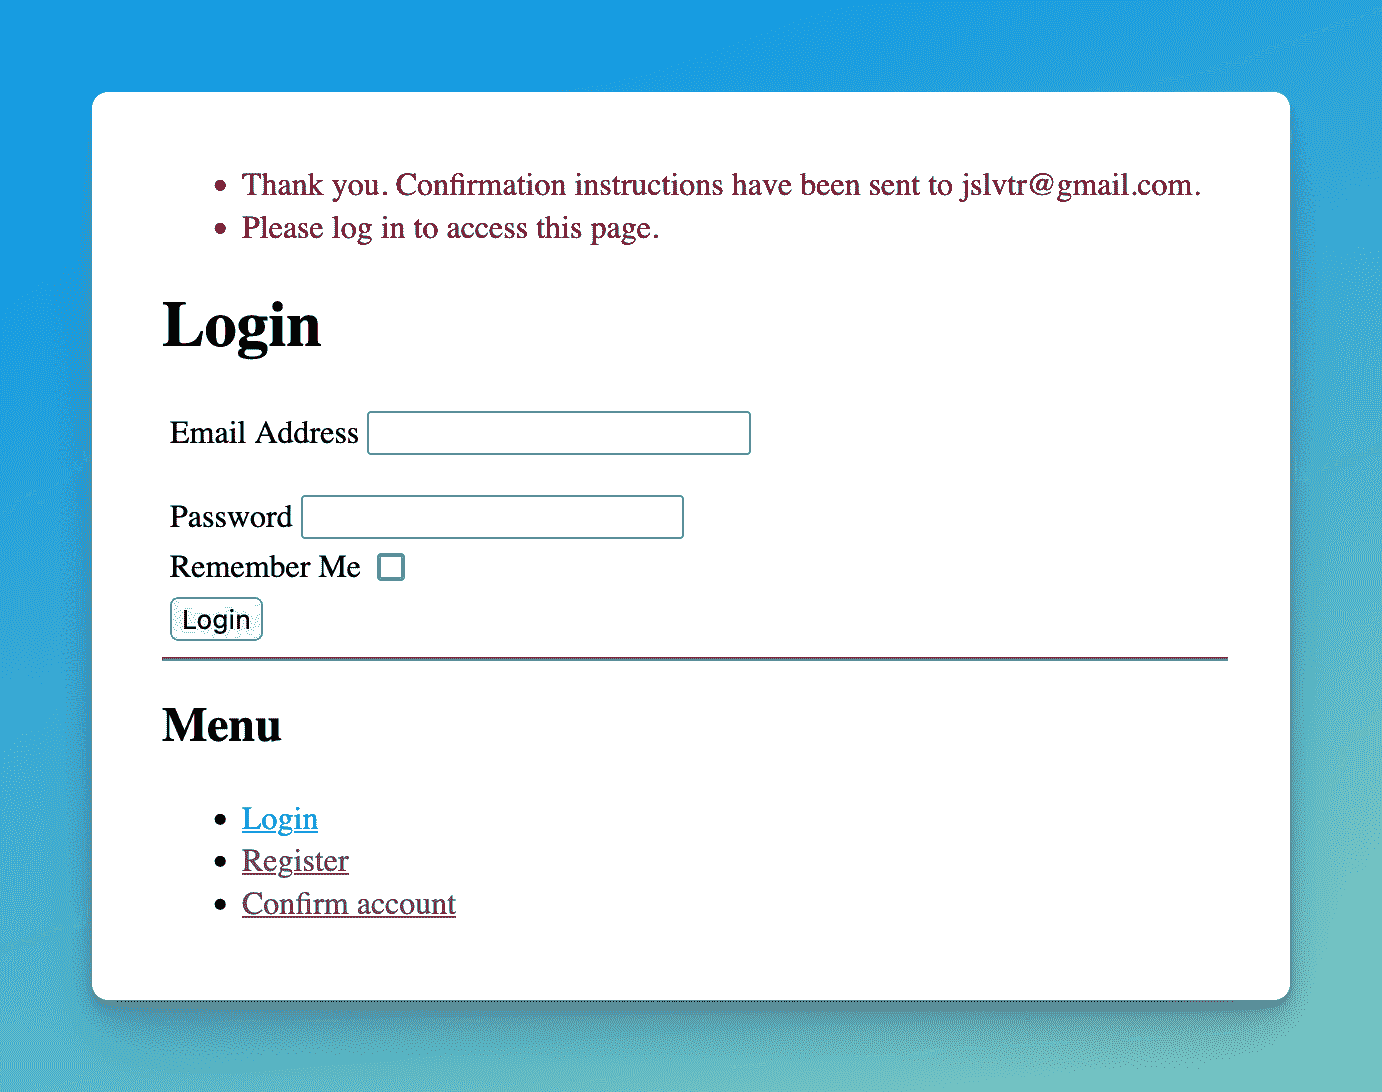 Thank you. Confirmation instructions have been sent to jslvtr@gmail.com.
Please log in to access this page.
Login
Email Address
Password
Remember Me
Login
Menu
Login
Register
Confirm account